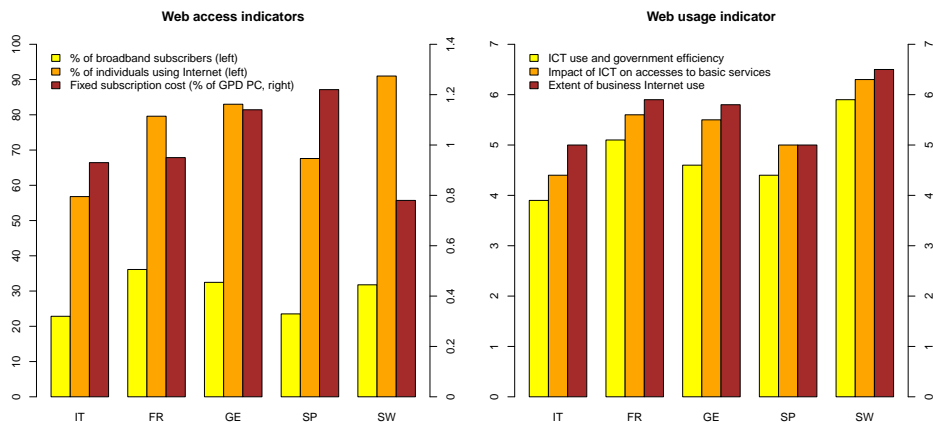 Web access indicators
% of broadband subscribers (left)
% of individuals using Internet (left)
Fixed subscription cost (% of GPD PC, right)
0
10
20
30
40
50
60
70
80
90
100
0
0.2
0.4
0.6
0.8
1
1.2
1.4
IT
FR
GE
SP
SW
Web usage indicator
ICT use and government efficiency
Impact of ICT on accesses to basic services
Extent of business Internet use
0
1
2
3
4
5
6
7
0
1
2
3
4
5
6
7
IT
FR
GE
SP
SW